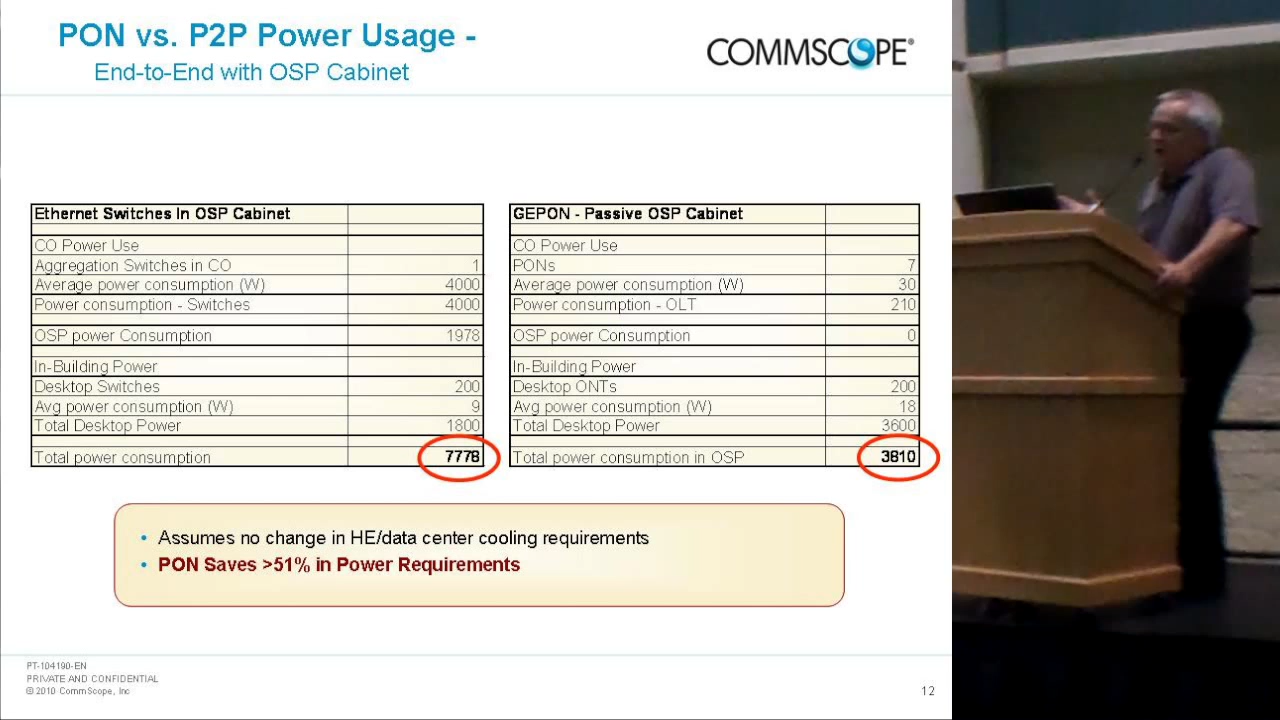 PON vs. P2P Power Usage -
End-to-End with OSP Cabinet
COMMSCOPE®
Ethernet Switches In OSP Cabinet
CO Power Use
Aggregation Switches in CO 1
Average power consumption (W) 4000
Power consumption - Switches 4000
OSP power Consumption 1978
In-Building Power
Desktop Switches 200
Avg power consumption (W) 9
Total Desktop Power 1800
Total power consumption 7778
GEPON - Passive OSP Cabinet
CO Power Use
PONs 7
Average power consumption (W) 30
Power consumption - OLT 210
OSP power Consumption 0
In-Building Power
Desktop ONTs 200
Avg power consumption (W) 18
Total Desktop Power 3600
Total power consumption in OSP 3810
• Assumes no change in HE/data center cooling requirements
• PON Saves >51% in Power Requirements
PT-104190-EN
PRIVATE AND CONFIDENTIAL
© 2010 CommScope, Inc
12